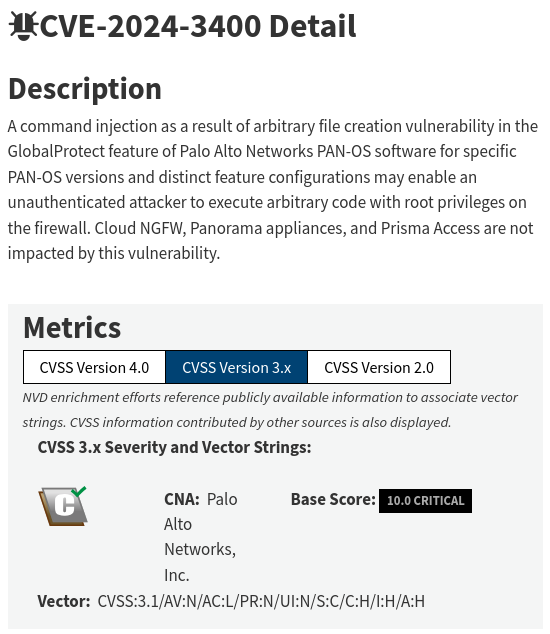 CVE-2024-3400 Detail
Description
A command injection as a result of arbitrary file creation vulnerability in the
GlobalProtect feature of Palo Alto Networks PAN-OS software for specific
PAN-OS versions and distinct feature configurations may enable an
unauthenticated attacker to execute arbitrary code with root privileges on
the firewall. Cloud NGFW, Panorama appliances, and Prisma Access are not
impacted by this vulnerability.
Metrics
CVSS Version 4.0 CVSS Version 3.x CVSS Version 2.0
NVD enrichment efforts reference publicly available information to associate vector
strings. CVSS information contributed by other sources is also displayed.
CVSS 3.x Severity and Vector Strings:
C CNA: Palo Base Score: 10.0 CRITICAL
Alto
Networks,
Inc.
Vector: CVSS:3.1/AV:N/AC:L/PR:N/UI:N/S:C/C:H/I:H/A:H